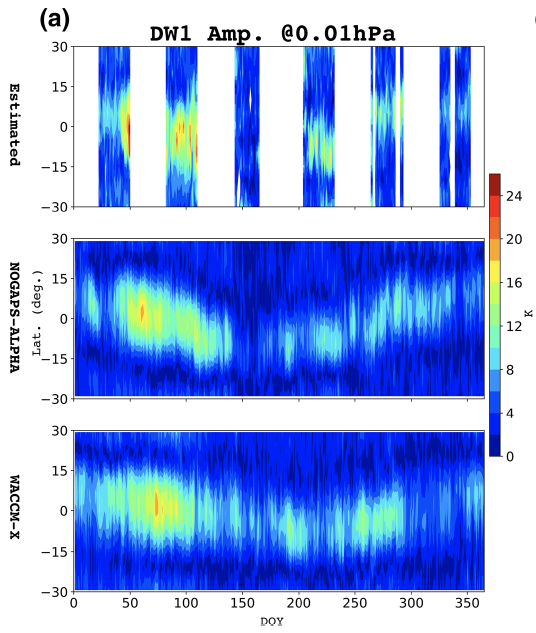 (a)
DW1 Amp. @0.01hPa
Estimated
30
15
0
−15
−30
NOGAPS-ALPHA
Lat. (deg.)
30
15
0
−15
−30
WACCM-X
30
15
0
−15
−30
0 50 100 150 200 250 300 350
DOY
24
20
16
12
8
4
0
K